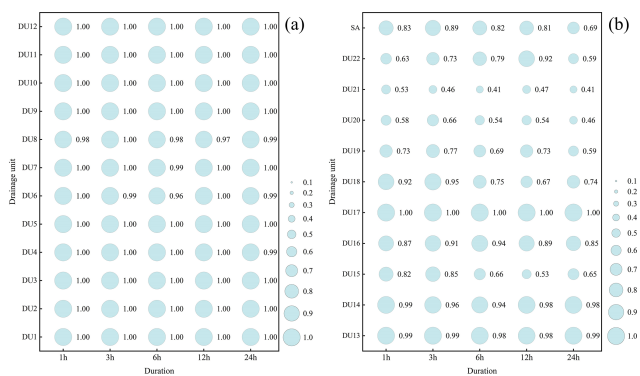 (a)
DU12 1.00 1.00 1.00 1.00 1.00
DU11 1.00 1.00 1.00 1.00 1.00
DU10 1.00 1.00 1.00 1.00 1.00
DU9 1.00 1.00 1.00 1.00 1.00
DU8 0.98 1.00 0.98 0.97 0.99
DU7 1.00 1.00 0.99 1.00 1.00
DU6 1.00 0.99 0.96 1.00 0.99
DU5 1.00 1.00 1.00 1.00 1.00
DU4 1.00 1.00 1.00 1.00 0.99
DU3 1.00 1.00 1.00 1.00 1.00
DU2 1.00 1.00 1.00 1.00 1.00
DU1 1.00 1.00 1.00 1.00 1.00
1h 3h 6h 12h 24h
Duration
Drainage unit
0.1
0.2
0.3
0.4
0.5
0.6
0.7
0.8
0.9
1.0
(b)
SA 0.83 0.89 0.82 0.81 0.69
DU22 0.63 0.73 0.79 0.92 0.59
DU21 0.53 0.46 0.41 0.47 0.41
DU20 0.58 0.66 0.54 0.54 0.46
DU19 0.73 0.77 0.69 0.73 0.59
DU18 0.92 0.95 0.75 0.67 0.74
DU17 1.00 1.00 1.00 1.00 1.00
DU16 0.87 0.91 0.94 0.89 0.85
DU15 0.82 0.85 0.66 0.53 0.65
DU14 0.99 0.96 0.94 0.98 0.98
DU13 0.99 0.99 0.98 0.98 0.99
1h 3h 6h 12h 24h
Duration
Drainage unit
0.1
0.2
0.3
0.4
0.5
0.6
0.7
0.8
0.9
1.0